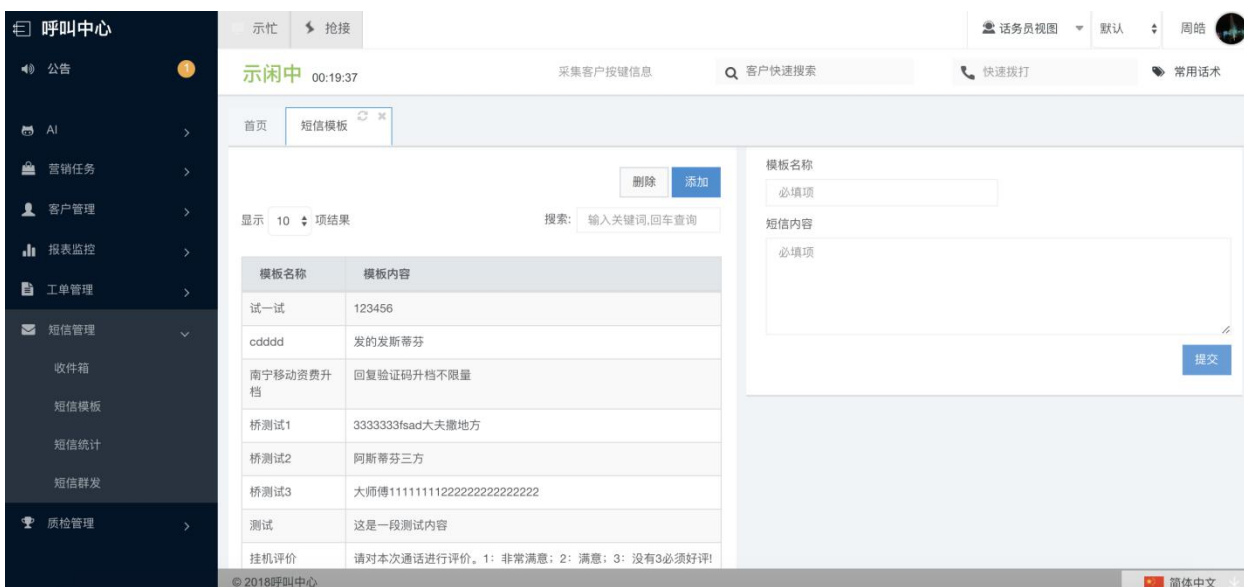 呼叫中心
示忙
抢接
话务员视图
默认
周皓
公告
1
示闲中 00:19:37
采集客户按键信息
客户快速搜索
快速拨打
常用话术
AI
营销任务
客户管理
报表监控
工单管理
短信管理
收件箱
短信模板
短信统计
短信群发
质检管理
首页
短信模板
删除
添加
显示 10 项结果
搜索: 输入关键词,回车查询
模板名称 模板内容
试一试 123456
cdddd 发的发斯蒂芬
南宁移动资费升 回复验证码升档不限量
档
桥测试1 3333333fsad大夫撒地方
桥测试2 阿斯蒂芬三方
桥测试3 大师傅11111111222222222222222
测试 这是一段测试内容
挂机评价 请对本次通话进行评价。1:非常满意;2:满意;3:没有3必须好评!
模板名称
必填项
短信内容
必填项
提交
© 2018呼叫中心
简体中文